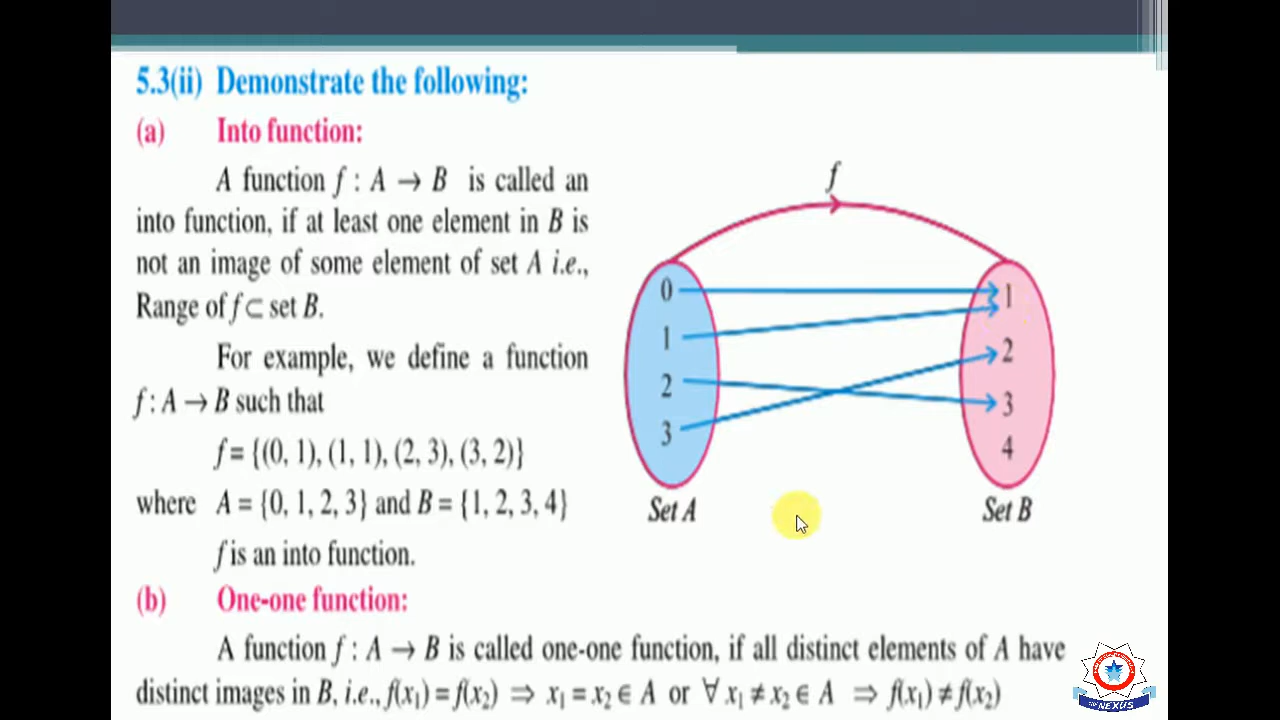 5.3(ii) Demonstrate the following:
(a) Into function:
A function f : A → B is called an
into function, if at least one element in B is
not an image of some element of set A i.e.,
Range of f ⊂ set B.
For example, we define a function
f : A → B such that
f = {(0, 1), (1, 1), (2, 3), (3, 2)}
where A = {0, 1, 2, 3} and B = {1, 2, 3, 4}
f is an into function.
f
0
1
2
3
Set A
1
2
3
4
Set B
(b) One-one function:
A function f : A → B is called one-one function, if all distinct elements of A have
distinct images in B, i.e., f(x₁) = f(x₂) ⇒ x₁ = x₂ ∈ A or ∀ x₁ ≠ x₂ ∈ A ⇒ f(x₁) ≠ f(x₂)
NEXUS